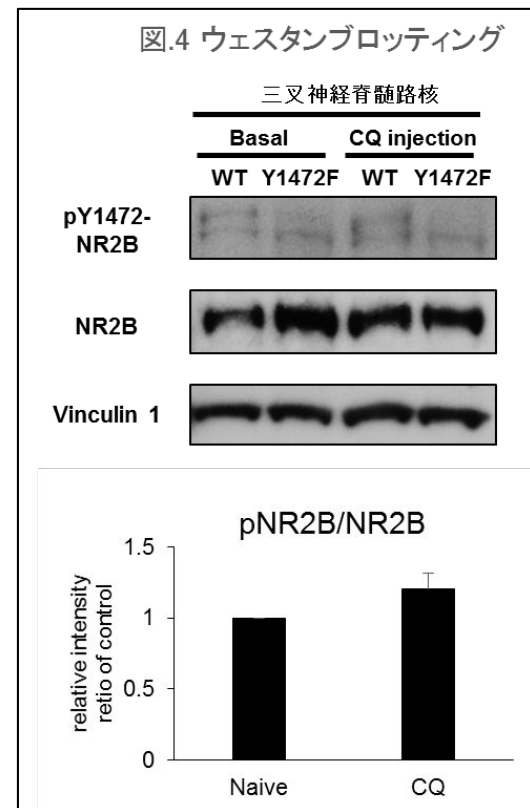 図.4 ウェスタンブロッティング
三叉神経脊髄路核
Basal CQ injection
WT Y1472F WT Y1472F
pY1472-
NR2B
NR2B
Vinculin 1
pNR2B/NR2B
relative intensity
retio of control
1.5
1
0.5
0
Naive CQ